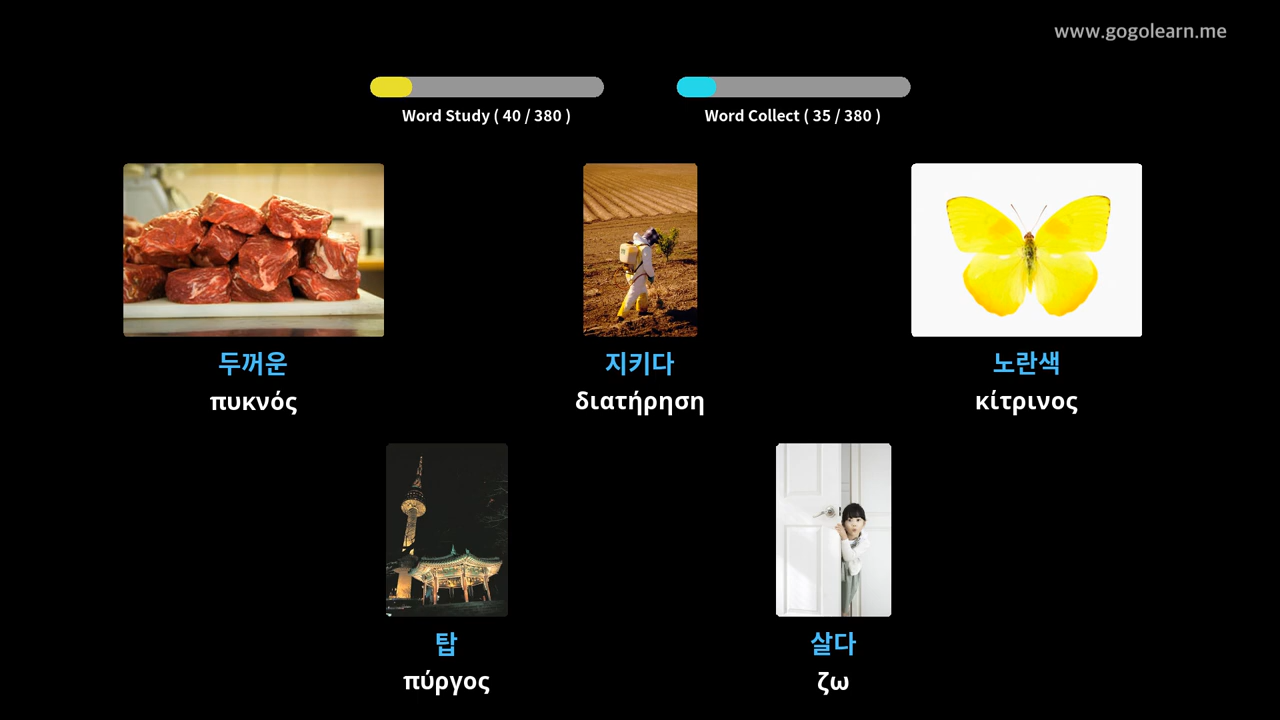 www.gogolearn.me
Word Study ( 40 / 380 )
Word Collect ( 35 / 380 )
두꺼운
πυκνός
지키다
διατήρηση
노란색
κίτρινος
탑
πύργος
살다
ζω